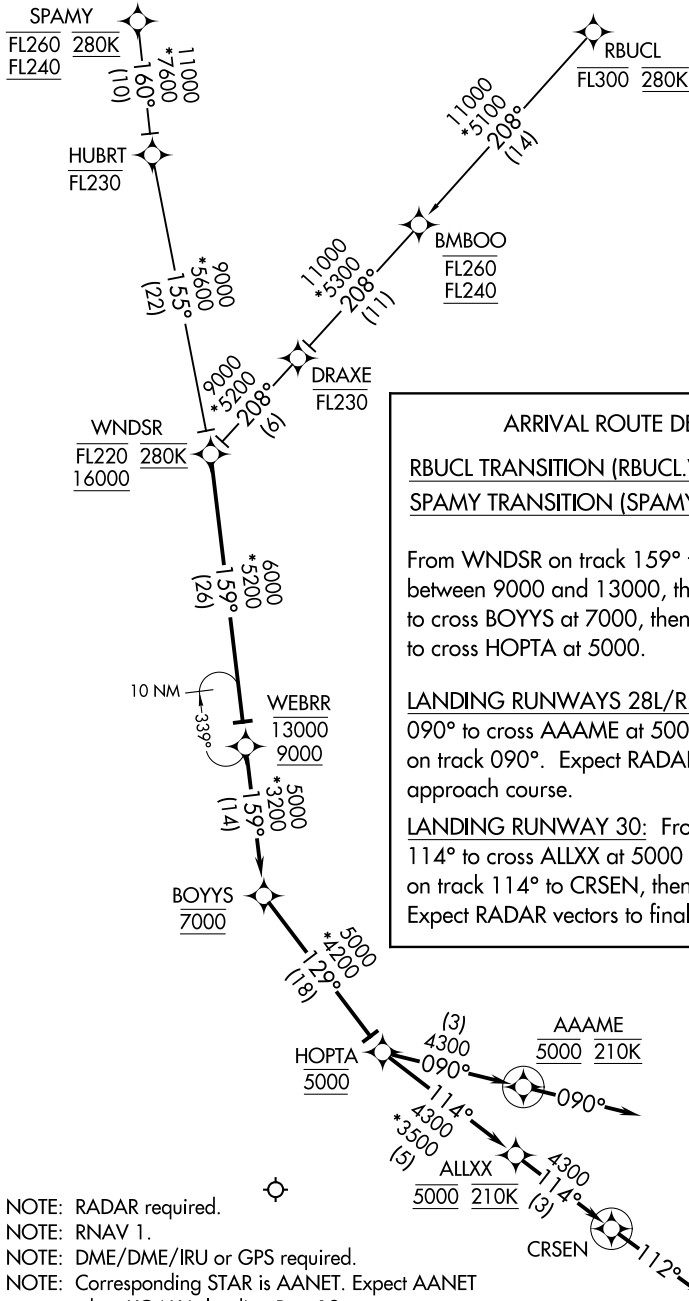 SPAMY
FL260 280K
FL240
11000
*7600
160°
(10)
RBUCL
FL300 280K
11000
*5100
208°
(14)
HUBRT
FL230
BMBOO
FL260
FL240
9000
*5600
155°
(22)
11000
*5300
208°
(11)
DRAXE
FL230
9000
*5200
208°
(6)
WNDSR
FL220 280K
16000
6000
*5200
159°
(26)
10 NM
339°
WEBRR
13000
9000
5000
*3200
159°
(14)
BOYYS
7000
5000
*4200
129°
(18)
HOPTA
5000
(3)
4300
090°
AAAME
5000 210K
090°
114°
4300
*3500
(5)
ALLXX
5000 210K
4300
114°
(3)
CRSEN
112°
ARRIVAL ROUTE DE
RBUCL TRANSITION (RBUCL.
SPAMY TRANSITION (SPAMY
From WNDSR on track 159°
between 9000 and 13000, th
to cross BOYYS at 7000, then
to cross HOPTA at 5000.
LANDING RUNWAYS 28L/R
090° to cross AAAME at 500
on track 090°. Expect RADAR
approach course.
LANDING RUNWAY 30: Fro
114° to cross ALLXX at 5000
on track 114° to CRSEN, then
Expect RADAR vectors to final
NOTE: RADAR required.
NOTE: RNAV 1.
NOTE: DME/DME/IRU or GPS required.
NOTE: Corresponding STAR is AANET. Expect AANET